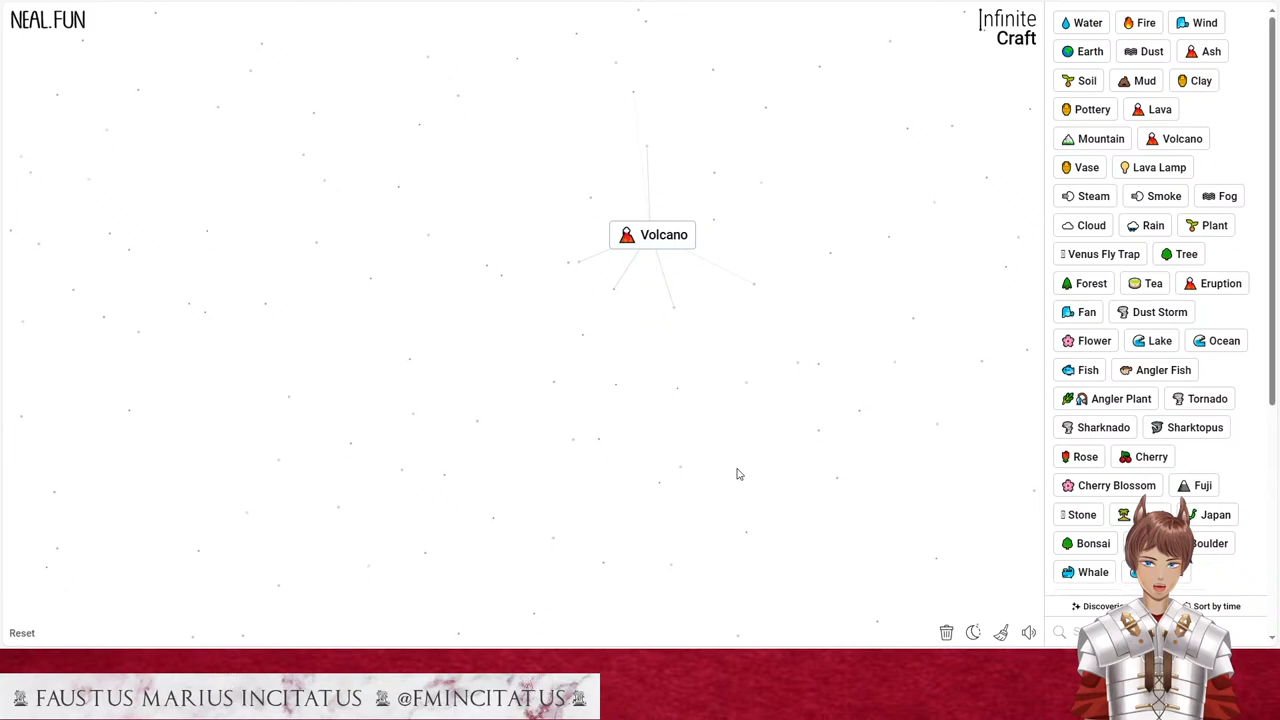 NEAL.FUN
Infinite
Craft
Volcano
Reset
Water Fire Wind
Earth Dust Ash
Soil Mud Clay
Pottery Lava
Mountain Volcano
Vase Lava Lamp
Steam Smoke Fog
Cloud Rain Plant
Venus Fly Trap Tree
Forest Tea Eruption
Fan Dust Storm
Flower Lake Ocean
Fish Angler Fish
Angler Plant Tornado
Sharknado Sharktopus
Rose Cherry
Cherry Blossom Fuji
Stone Japan
Bonsai Boulder
Whale
Sort by time
FAUSTUS MARIUS INCITATUS @FMINCITATUS